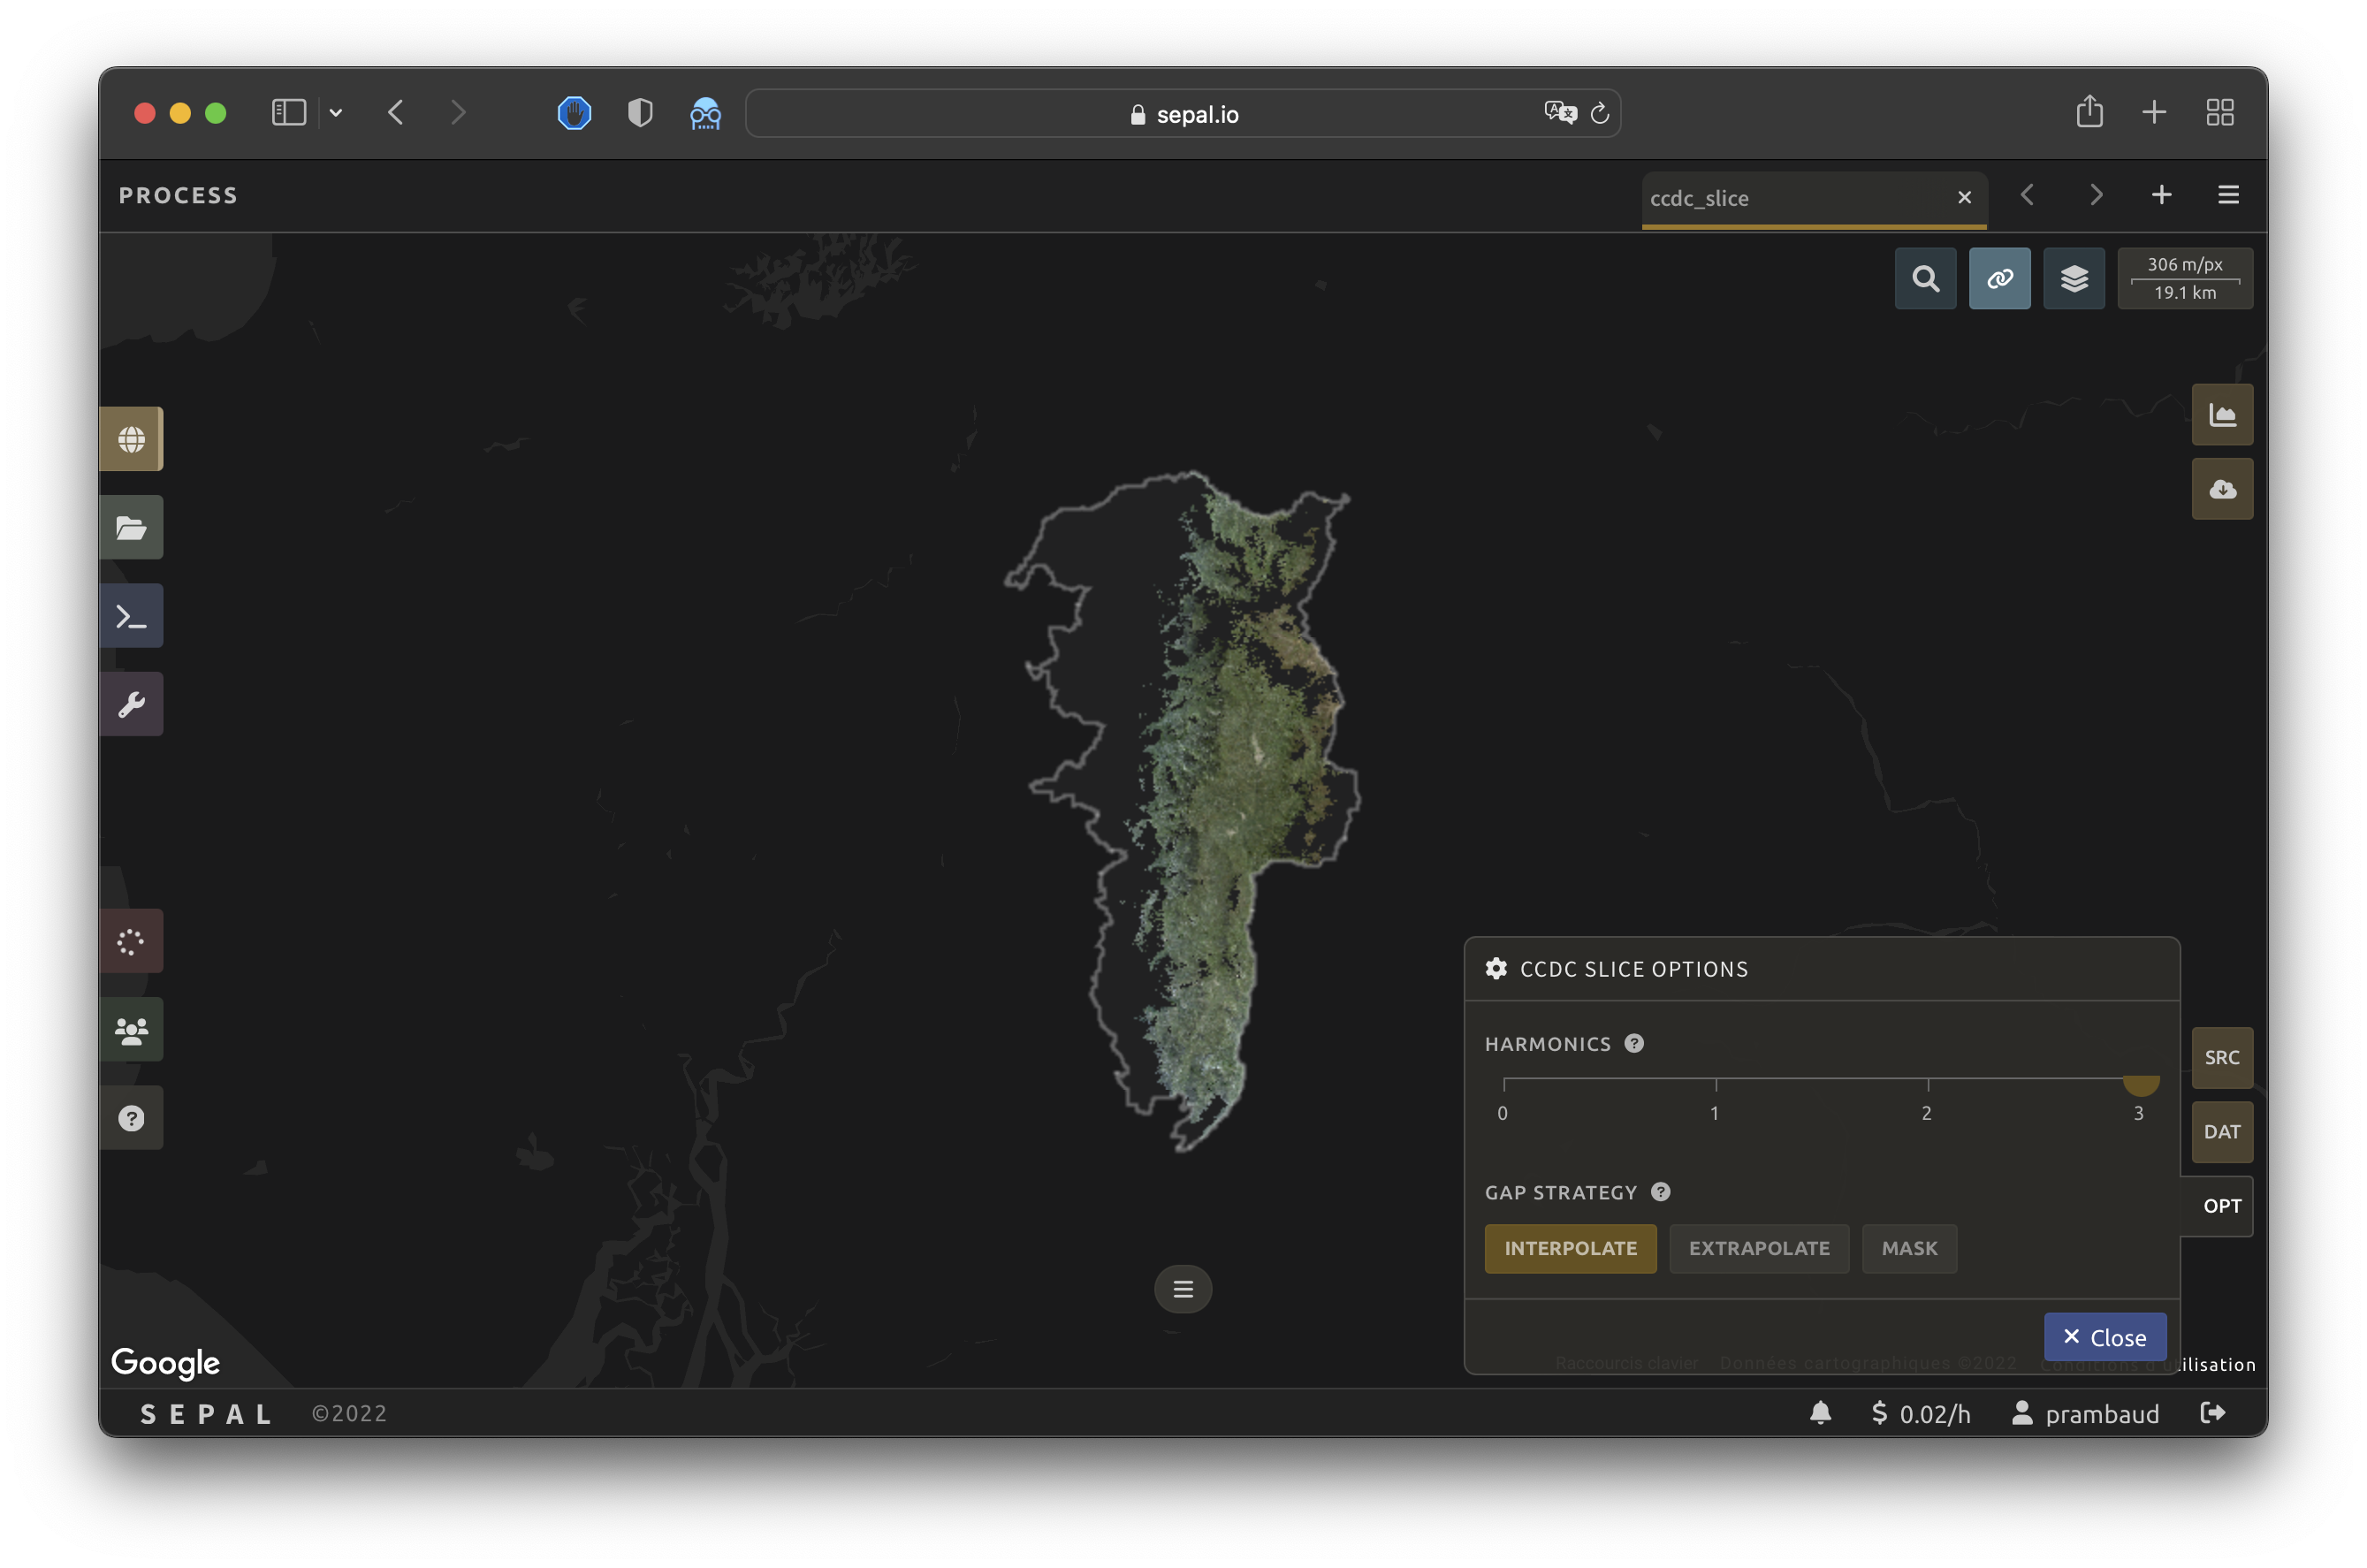 sepal.io
PROCESS
ccdc_slice
306 m/px
19.1 km
CCDC SLICE OPTIONS
HARMONICS
0 1 2 3
GAP STRATEGY
INTERPOLATE EXTRAPOLATE MASK
Close
SRC
DAT
OPT
Google
Raccourcis clavier Données cartographiques ©2022 Conditions d'utilisation
SEPAL ©2022
$ 0.02/h prambaud